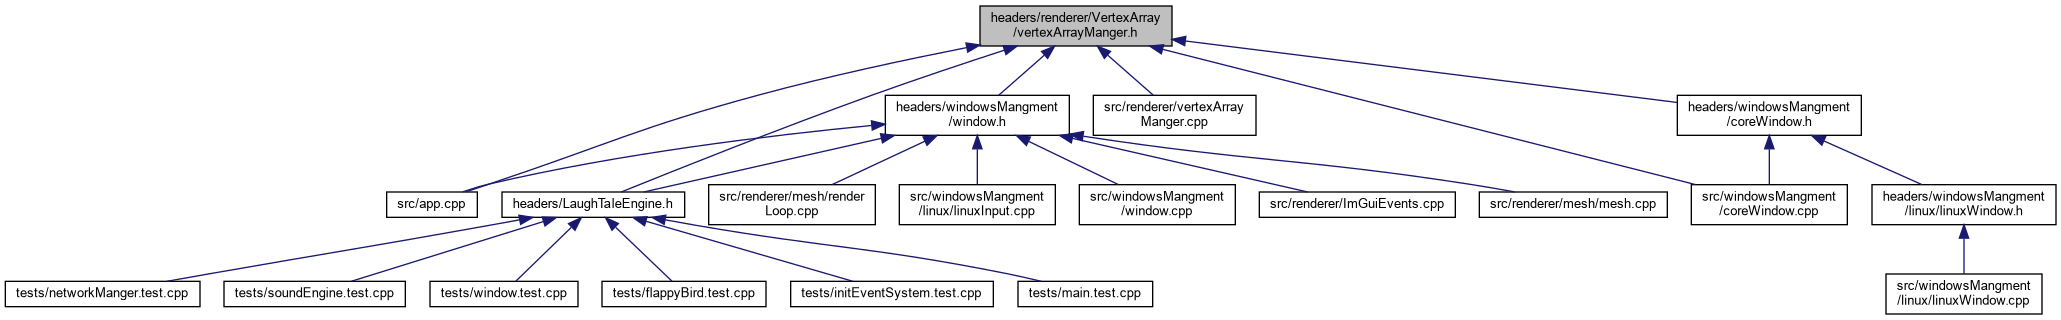 headers/renderer/VertexArray
/vertexArrayManger.h
headers/windowsMangment
/window.h
src/renderer/vertexArray
Manger.cpp
headers/windowsMangment
/coreWindow.h
src/app.cpp
headers/LaughTaleEngine.h
src/renderer/mesh/render
Loop.cpp
src/windowsMangment
/linux/linuxInput.cpp
src/windowsMangment
/window.cpp
src/renderer/ImGuiEvents.cpp
src/renderer/mesh/mesh.cpp
src/windowsMangment
/coreWindow.cpp
headers/windowsMangment
/linux/linuxWindow.h
tests/networkManger.test.cpp
tests/soundEngine.test.cpp
tests/window.test.cpp
tests/flappyBird.test.cpp
tests/initEventSystem.test.cpp
tests/main.test.cpp
src/windowsMangment
/linux/linuxWindow.cpp